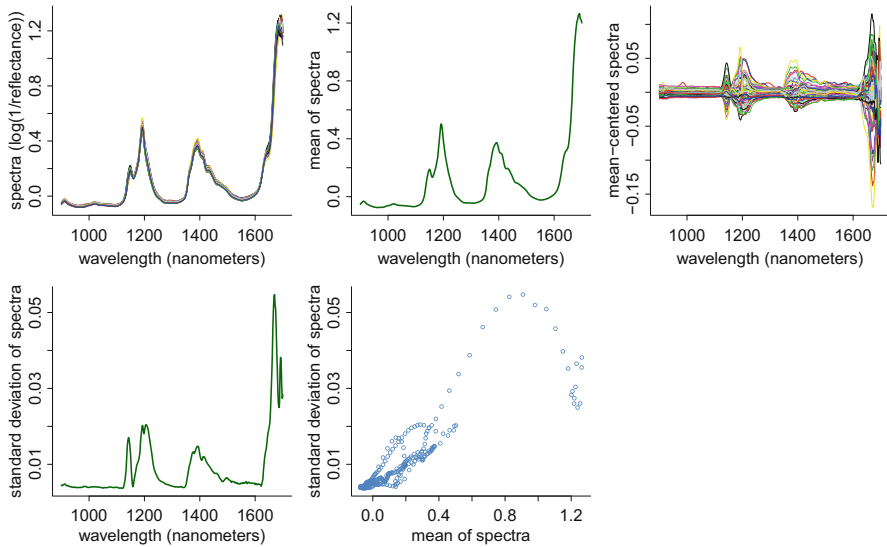 spectra (log(1/reflectance))
0.0
0.4
0.8
1.2
1000 1200 1400 1600
wavelength (nanometers)
mean of spectra
0.0
0.4
0.8
1.2
1000 1200 1400 1600
wavelength (nanometers)
mean−centered spectra
−0.15
−0.05
0.05
1000 1200 1400 1600
wavelength (nanometers)
standard deviation of spectra
0.01
0.03
0.05
1000 1200 1400 1600
wavelength (nanometers)
standard deviation of spectra
0.01
0.03
0.05
0.0 0.4 0.8 1.2
mean of spectra